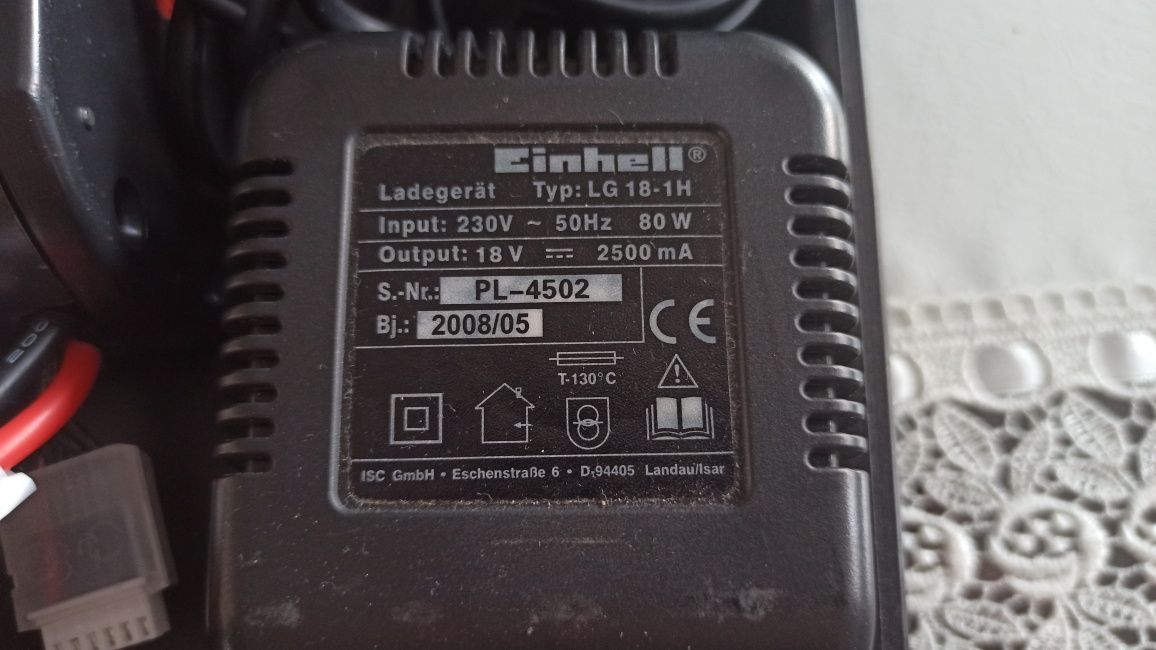 Einhell®
Ladegerät Typ: LG 18-1H
Input: 230V ~ 50Hz 80 W
Output: 18 V ⎓ 2500 mA
S.-Nr.: PL-4502
Bj.: 2008/05
CE
T-130°C
ISC GmbH • Eschenstraße 6 • D-94405 Landau/Isar